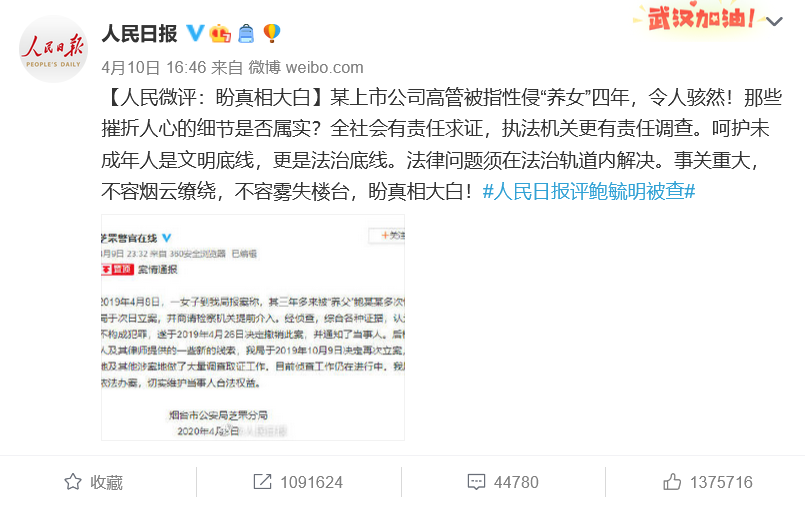 武汉加油!
人民日报
人民日报
PEOPLE'S DAILY
4月10日 16:46 来自 微博 weibo.com
【人民微评：盼真相大白】某上市公司高管被指性侵“养女”四年，令人骇然！那些
摧折人心的细节是否属实？全社会有责任求证，执法机关更有责任调查。呵护未
成年人是文明底线，更是法治底线。法律问题须在法治轨道内解决。事关重大，
不容烟云缭绕，不容雾失楼台，盼真相大白！#人民日报评鲍毓明被查#
芝罘警官在线
+关注
4月9日 23:32 来自 360安全浏览器 已编辑
置顶 案情通报
2019年4月8日，一女子到我局报案称，其三年多来被“养父”鲍某某多次性
局于次日立案，并商请检察机关提前介入。经侦查，综合各种证据，认
不构成犯罪，遂于2019年4月26日决定撤销此案，并通知了当事人。后
人及其律师提供的一些新的线索，我局于2019年10月9日决定再次立案，
地及其他涉案地做了大量调查取证工作。目前侦查工作仍在进行中。我
依法办案，切实维护当事人合法权益。
烟台市公安局芝罘分局
2020年4月
收藏
1091624
44780
1375716